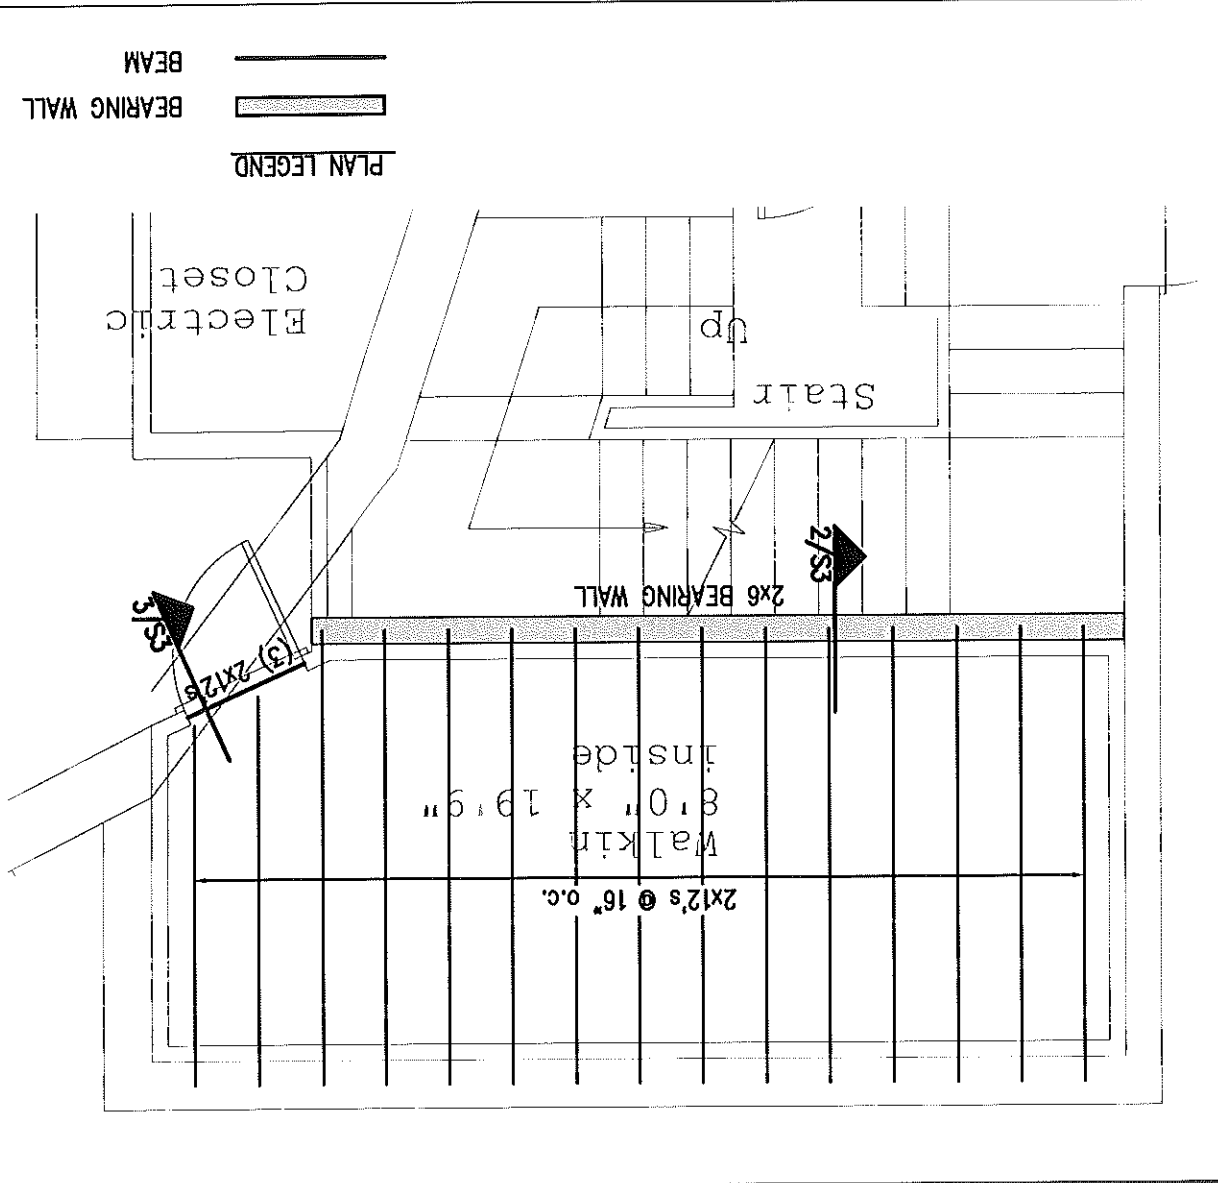 2x12's @ 16" o.c.
Walkin
8'0" x 19'9"
inside
(3) 2x12's
3/S3
2/S3
2x6 BEARING WALL
Stair
Up
Electric
Closet
PLAN LEGEND
BEARING WALL
BEAM